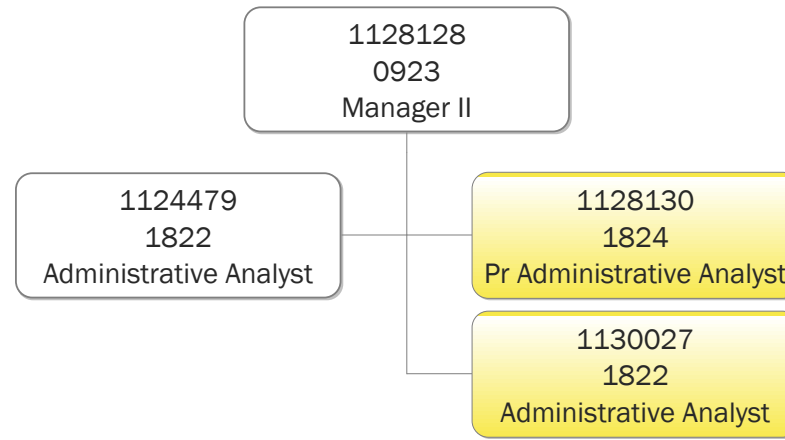 1128128
0923
Manager II
1124479
1822
Administrative Analyst
1128130
1824
Pr Administrative Analyst
1130027
1822
Administrative Analyst